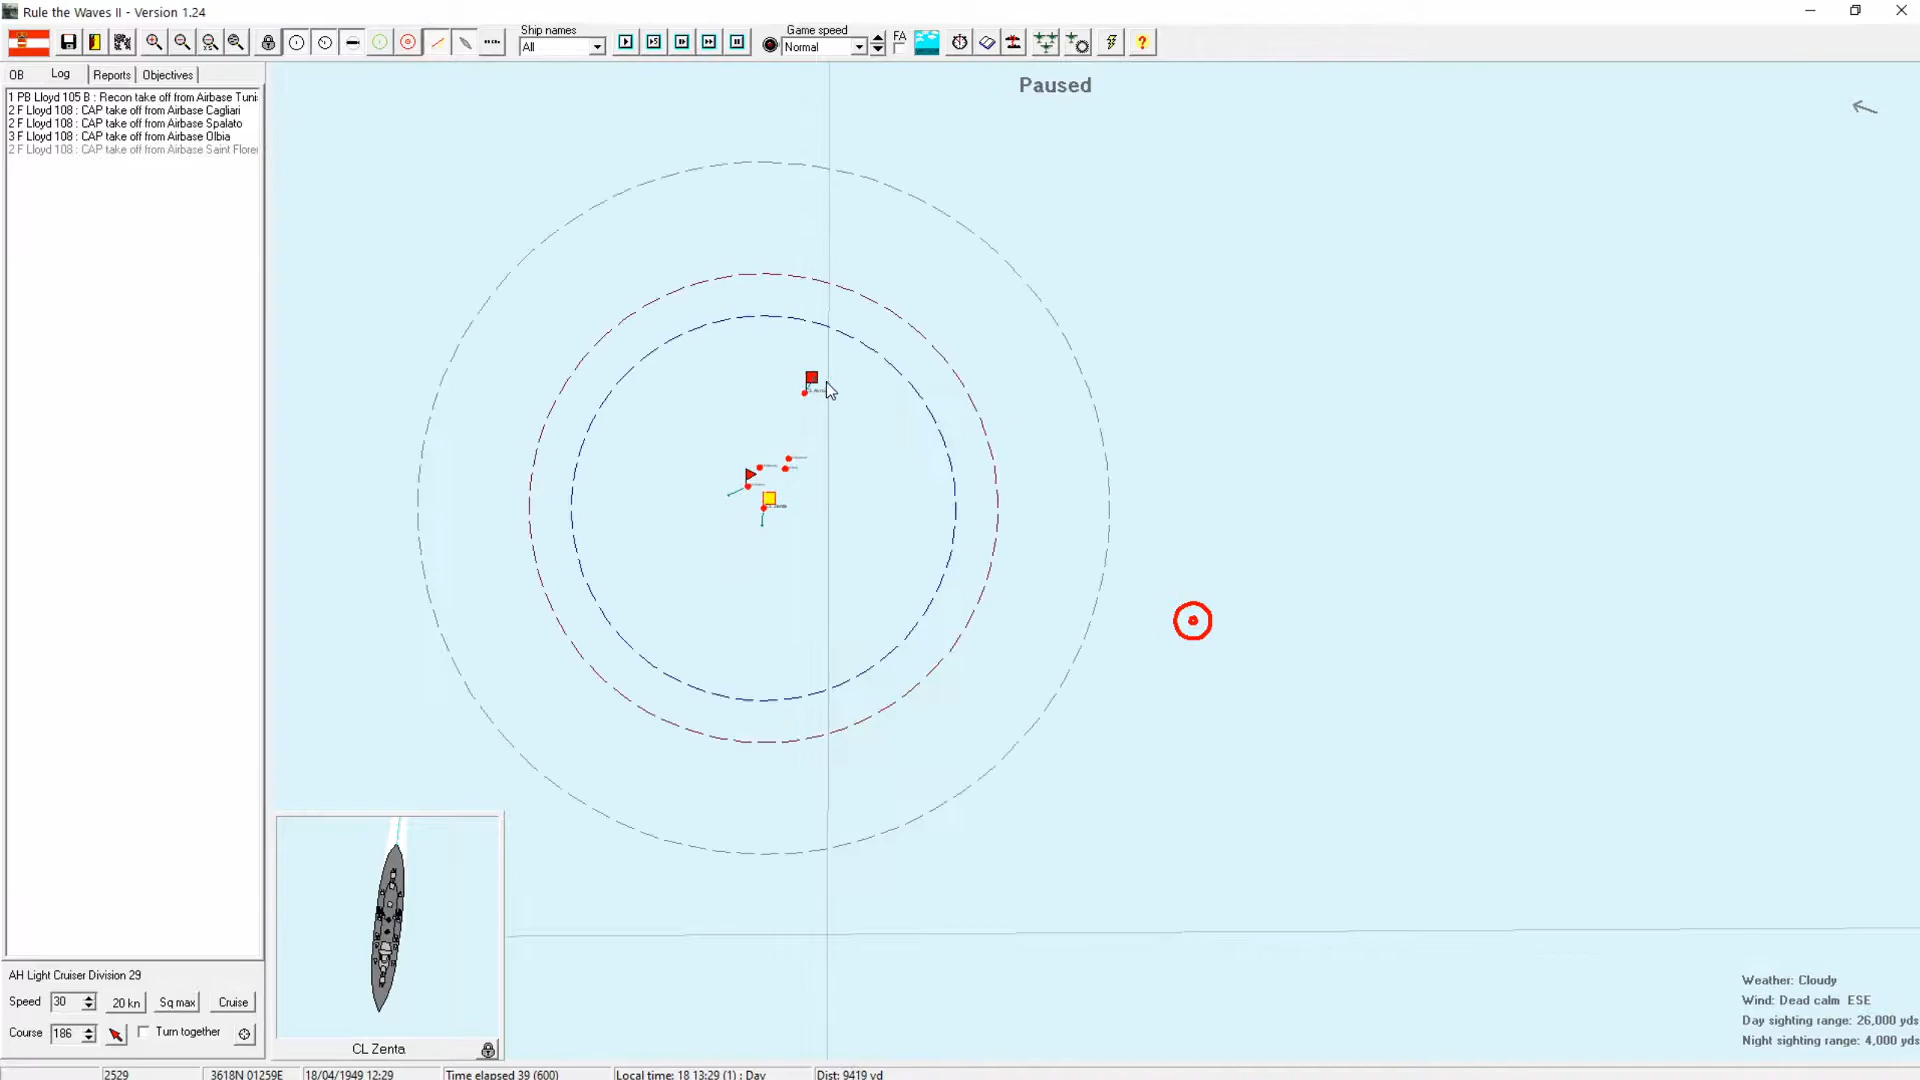 Rule the Waves II - Version 1.24
Ship names
All
Game speed
Normal
FA
OB
Log
Reports
Objectives
Paused
1 PB Lloyd 105 B : Recon take off from Airbase Tuni
2 F Lloyd 108 : CAP take off from Airbase Cagliari
2 F Lloyd 108 : CAP take off from Airbase Spalato
3 F Lloyd 108 : CAP take off from Airbase Olbia
2 F Lloyd 108 : CAP take off from Airbase Saint Flore
CL Zenta
AH Light Cruiser Division 29
Speed 30 20 kn Sq max Cruise
Course 186 Turn together
CL Zenta
Weather: Cloudy
Wind: Dead calm ESE
Day sighting range: 26,000 yds
Night sighting range: 4,000 yds
2529 3618N 01259E 18/04/1949 12:29 Time elapsed 39 (600) Local time: 18 13:29 (1) : Day Dist: 9419 yd